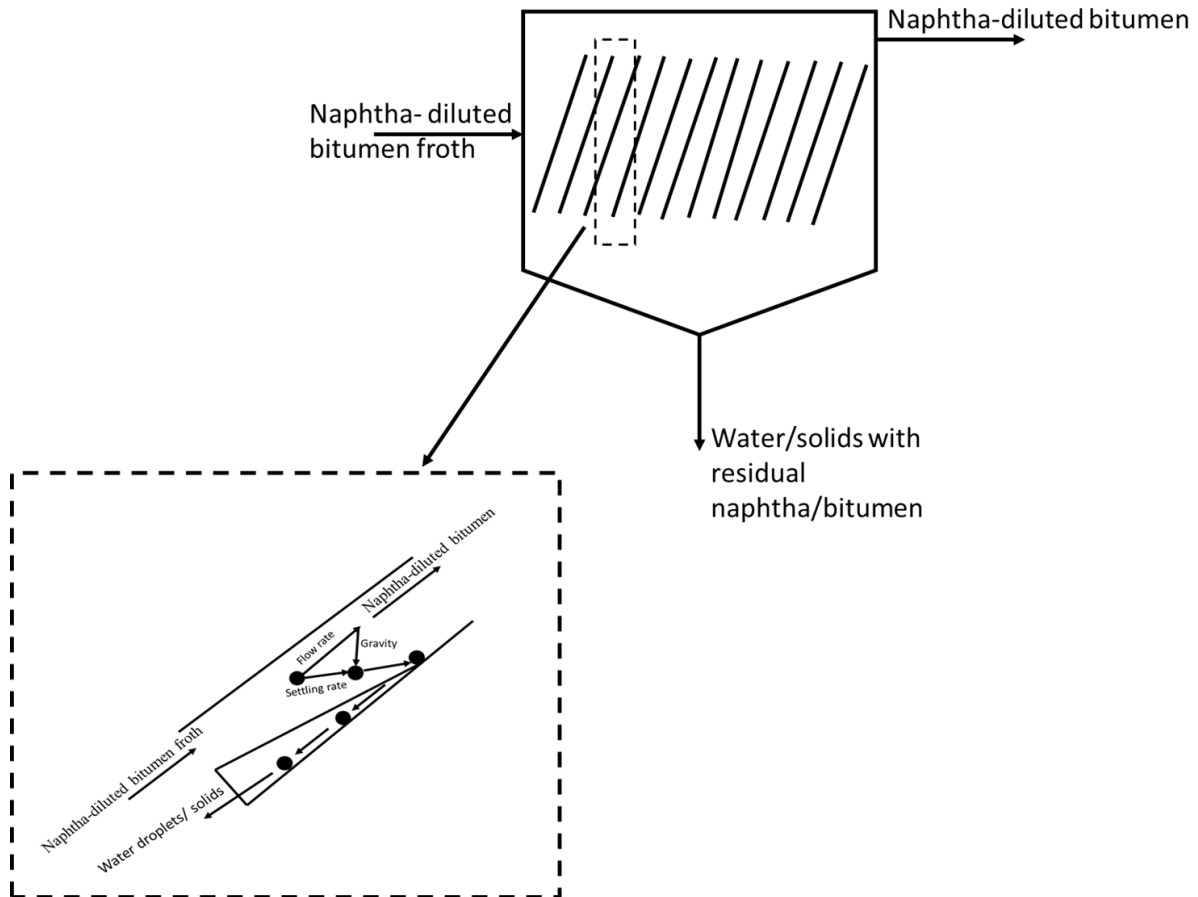 Naphtha-diluted bitumen
Naphtha- diluted
bitumen froth
Water/solids with
residual
naphtha/bitumen
Naphtha-diluted bitumen
Flow rate
Gravity
Settling rate
Naphtha-diluted bitumen froth
Water droplets/ solids